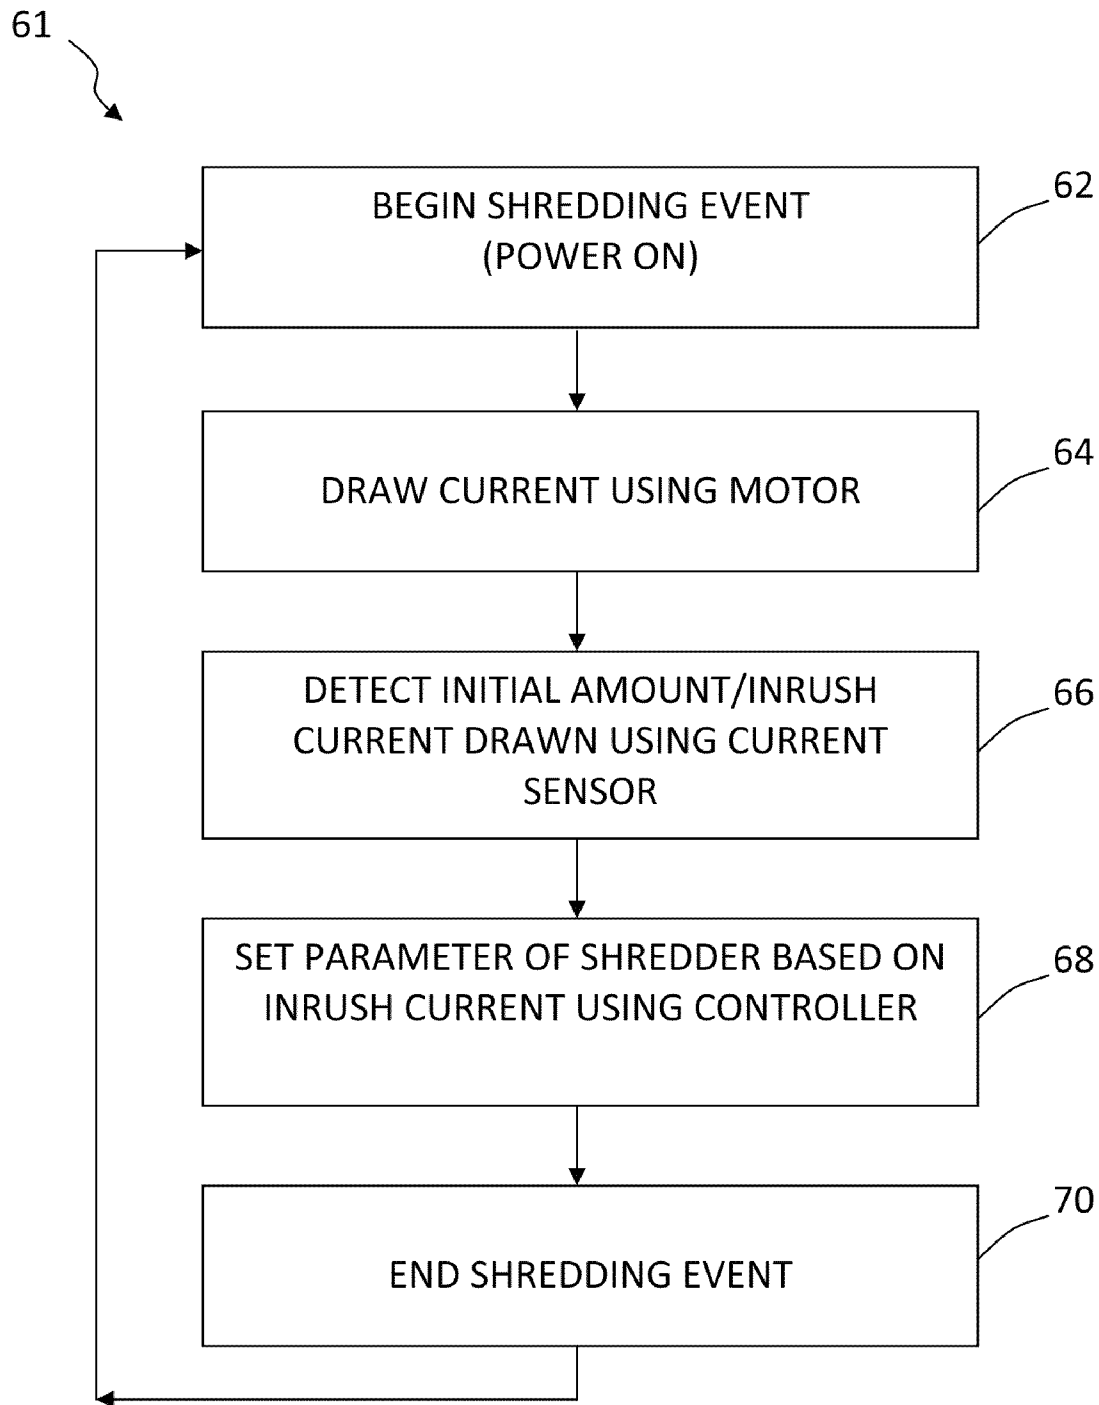 61
BEGIN SHREDDING EVENT
(POWER ON)
62
DRAW CURRENT USING MOTOR
64
DETECT INITIAL AMOUNT/INRUSH
CURRENT DRAWN USING CURRENT
SENSOR
66
SET PARAMETER OF SHREDDER BASED ON
INRUSH CURRENT USING CONTROLLER
68
END SHREDDING EVENT
70